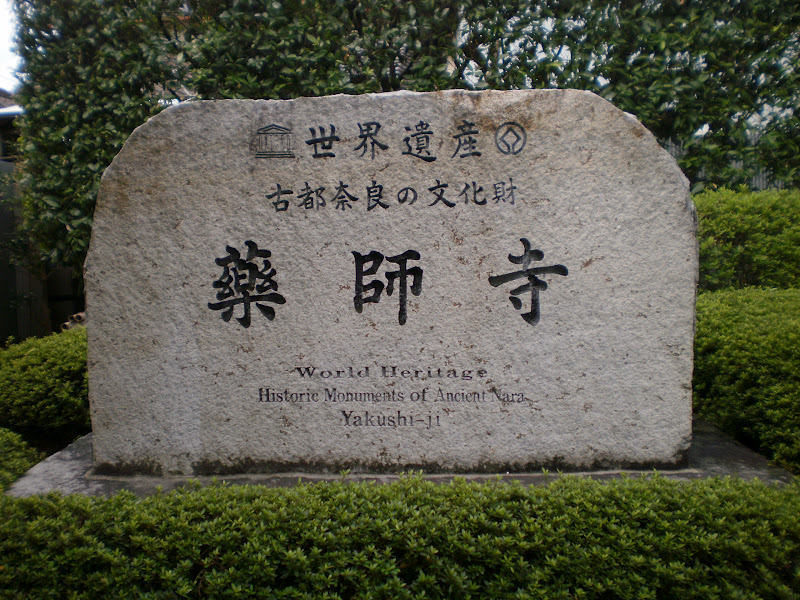 世界遺産
古都奈良の文化財
藥師寺
World Heritage
Historic Monuments of Ancient Nara
Yakushi-ji